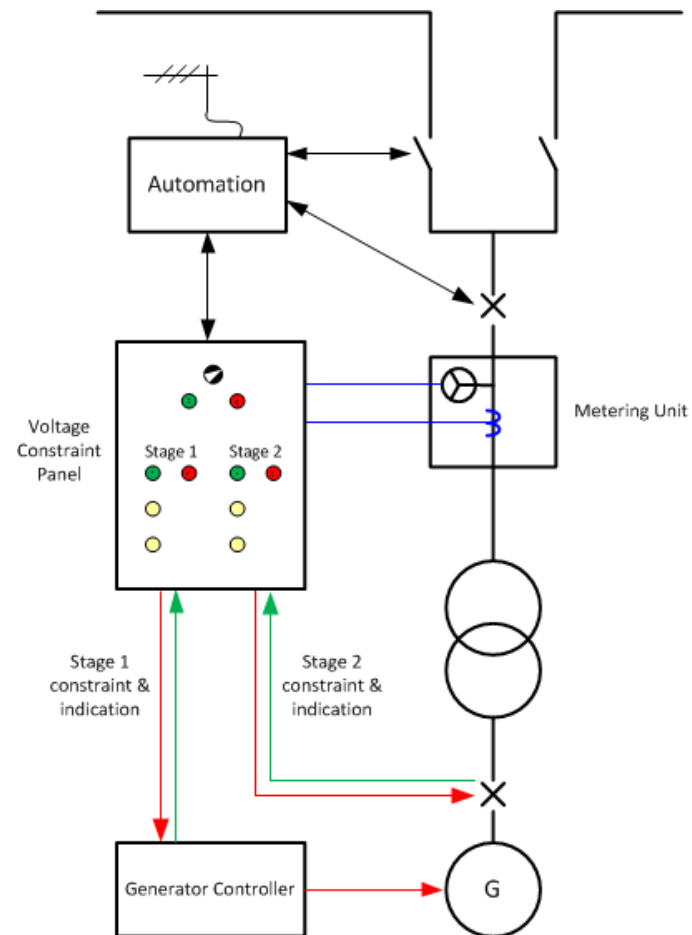 Automation
Voltage
Constraint
Panel
Stage 1
Stage 2
Metering Unit
Stage 1
constraint &
indication
Stage 2
constraint &
indication
Generator Controller
G